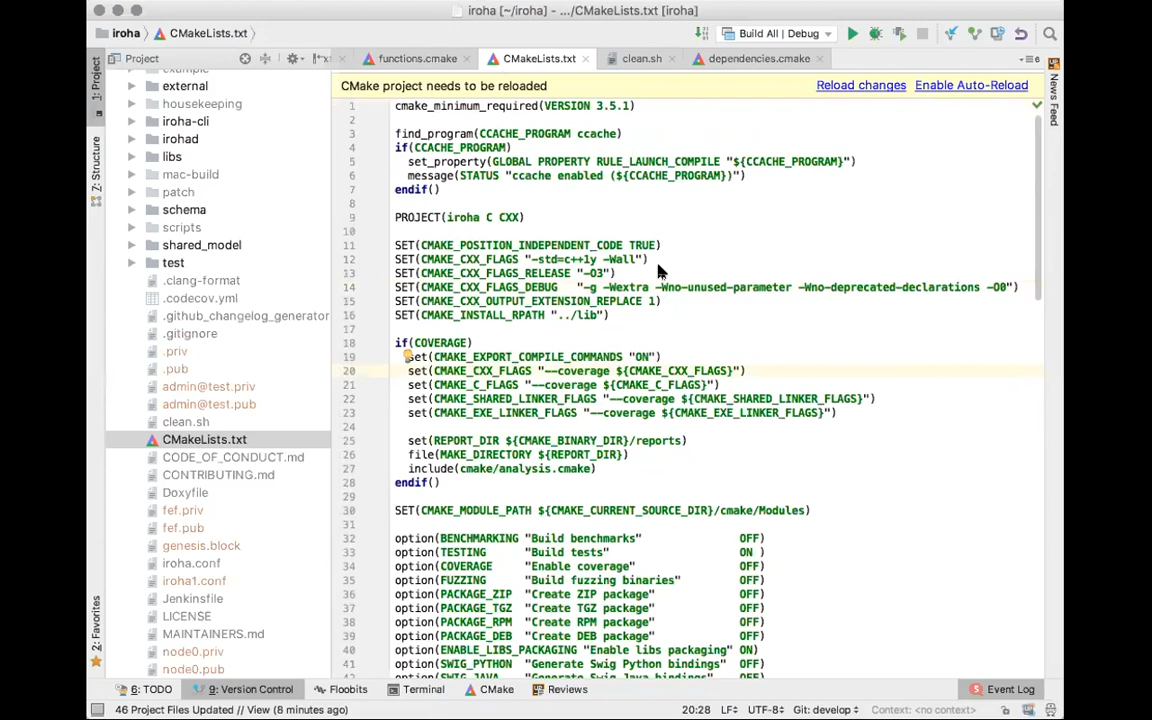 iroha [~/iroha] - .../CMakeLists.txt [iroha]
iroha CMakeLists.txt Build All | Debug
Project functions.cmake CMakeLists.txt clean.sh dependencies.cmake
CMake project needs to be reloaded Reload changes Enable Auto-Reload
1: Project
7: Structure
2: Favorites
News Feed
external
housekeeping
iroha-cli
irohad
libs
mac-build
patch
schema
scripts
shared_model
test
.clang-format
.codecov.yml
.github_changelog_generator
.gitignore
.priv
.pub
admin@test.priv
admin@test.pub
clean.sh
CMakeLists.txt
CODE_OF_CONDUCT.md
CONTRIBUTING.md
Doxyfile
fef.priv
fef.pub
genesis.block
iroha.conf
iroha1.conf
Jenkinsfile
LICENSE
MAINTAINERS.md
node0.priv
node0.pub
1 cmake_minimum_required(VERSION 3.5.1)
2
3 find_program(CCACHE_PROGRAM ccache)
4 if(CCACHE_PROGRAM)
5 set_property(GLOBAL PROPERTY RULE_LAUNCH_COMPILE "${CCACHE_PROGRAM}")
6 message(STATUS "ccache enabled (${CCACHE_PROGRAM})")
7 endif()
8
9 PROJECT(iroha C CXX)
10
11 SET(CMAKE_POSITION_INDEPENDENT_CODE TRUE)
12 SET(CMAKE_CXX_FLAGS "-std=c++1y -Wall")
13 SET(CMAKE_CXX_FLAGS_RELEASE "-O3")
14 SET(CMAKE_CXX_FLAGS_DEBUG "-g -Wextra -Wno-unused-parameter -Wno-deprecated-declarations -O0")
15 SET(CMAKE_CXX_OUTPUT_EXTENSION_REPLACE 1)
16 SET(CMAKE_INSTALL_RPATH "../lib")
17
18 if(COVERAGE)
19 set(CMAKE_EXPORT_COMPILE_COMMANDS "ON")
20 set(CMAKE_CXX_FLAGS "--coverage ${CMAKE_CXX_FLAGS}")
21 set(CMAKE_C_FLAGS "--coverage ${CMAKE_C_FLAGS}")
22 set(CMAKE_SHARED_LINKER_FLAGS "--coverage ${CMAKE_SHARED_LINKER_FLAGS}")
23 set(CMAKE_EXE_LINKER_FLAGS "--coverage ${CMAKE_EXE_LINKER_FLAGS}")
24
25 set(REPORT_DIR ${CMAKE_BINARY_DIR}/reports)
26 file(MAKE_DIRECTORY ${REPORT_DIR})
27 include(cmake/analysis.cmake)
28 endif()
29
30 SET(CMAKE_MODULE_PATH ${CMAKE_CURRENT_SOURCE_DIR}/cmake/Modules)
31
32 option(BENCHMARKING "Build benchmarks" OFF)
33 option(TESTING "Build tests" ON )
34 option(COVERAGE "Enable coverage" OFF)
35 option(FUZZING "Build fuzzing binaries" OFF)
36 option(PACKAGE_ZIP "Create ZIP package" OFF)
37 option(PACKAGE_TGZ "Create TGZ package" OFF)
38 option(PACKAGE_RPM "Create RPM package" OFF)
39 option(PACKAGE_DEB "Create DEB package" OFF)
40 option(ENABLE_LIBS_PACKAGING "Enable libs packaging" ON)
41 option(SWIG_PYTHON "Generate Swig Python bindings" OFF)
6: TODO 9: Version Control Floobits Terminal CMake Reviews Event Log
46 Project Files Updated // View (8 minutes ago) 20:28 LF UTF-8 Git: develop Context: <no context>